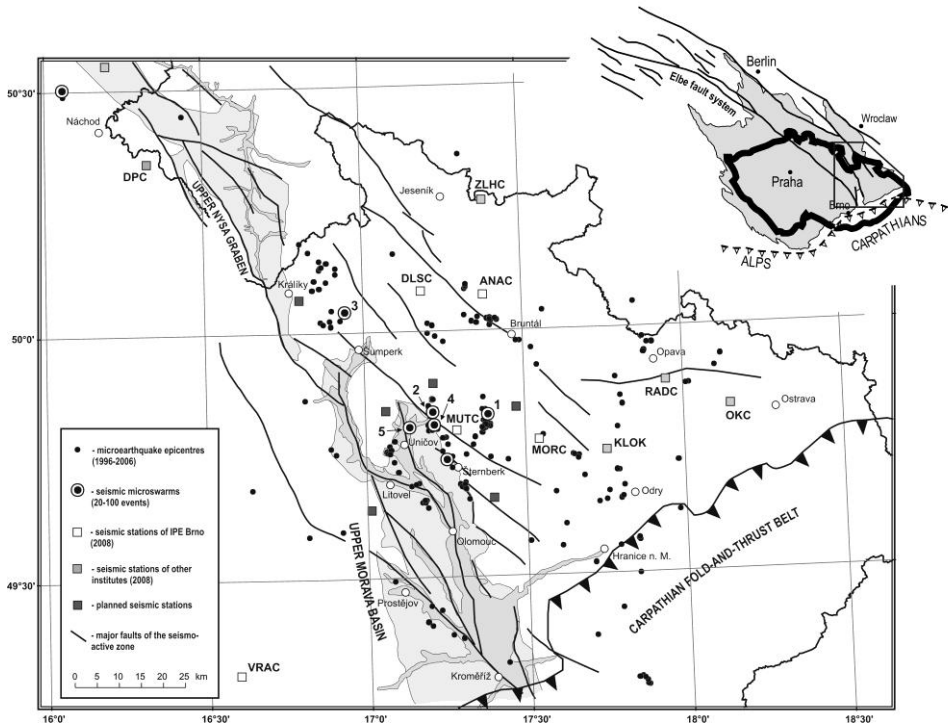 50°30'
50°0'
49°30'
16°0'
16°30'
17°0'
17°30'
18°0'
18°30'
Náchod
DPC
UPPER NYSA GRABEN
Jeseník
ZLHC
Králíky
3
DLSC
ANAC
Bruntál
Šumperk
2
4
1
MUTC
5
Uničov
Šternberk
Litovel
MORC
KLOK
Opava
RADC
OKC
Ostrava
Odry
Olomouc
Hranice n. M.
UPPER MORAVA BASIN
Prostějov
Kroměříž
VRAC
CARPATHIAN FOLD-AND-THRUST BELT
- microearthquake epicentres
(1996-2006)
- seismic microswarms
(20-100 events)
- seismic stations of IPE Brno
(2008)
- seismic stations of other
institutes (2008)
- planned seismic stations
- major faults of the seismo-
active zone
0 5 10 15 20 25 km
Berlin
Elbe fault system
Wroclaw
Praha
Brno
CARPATHIANS
ALPS